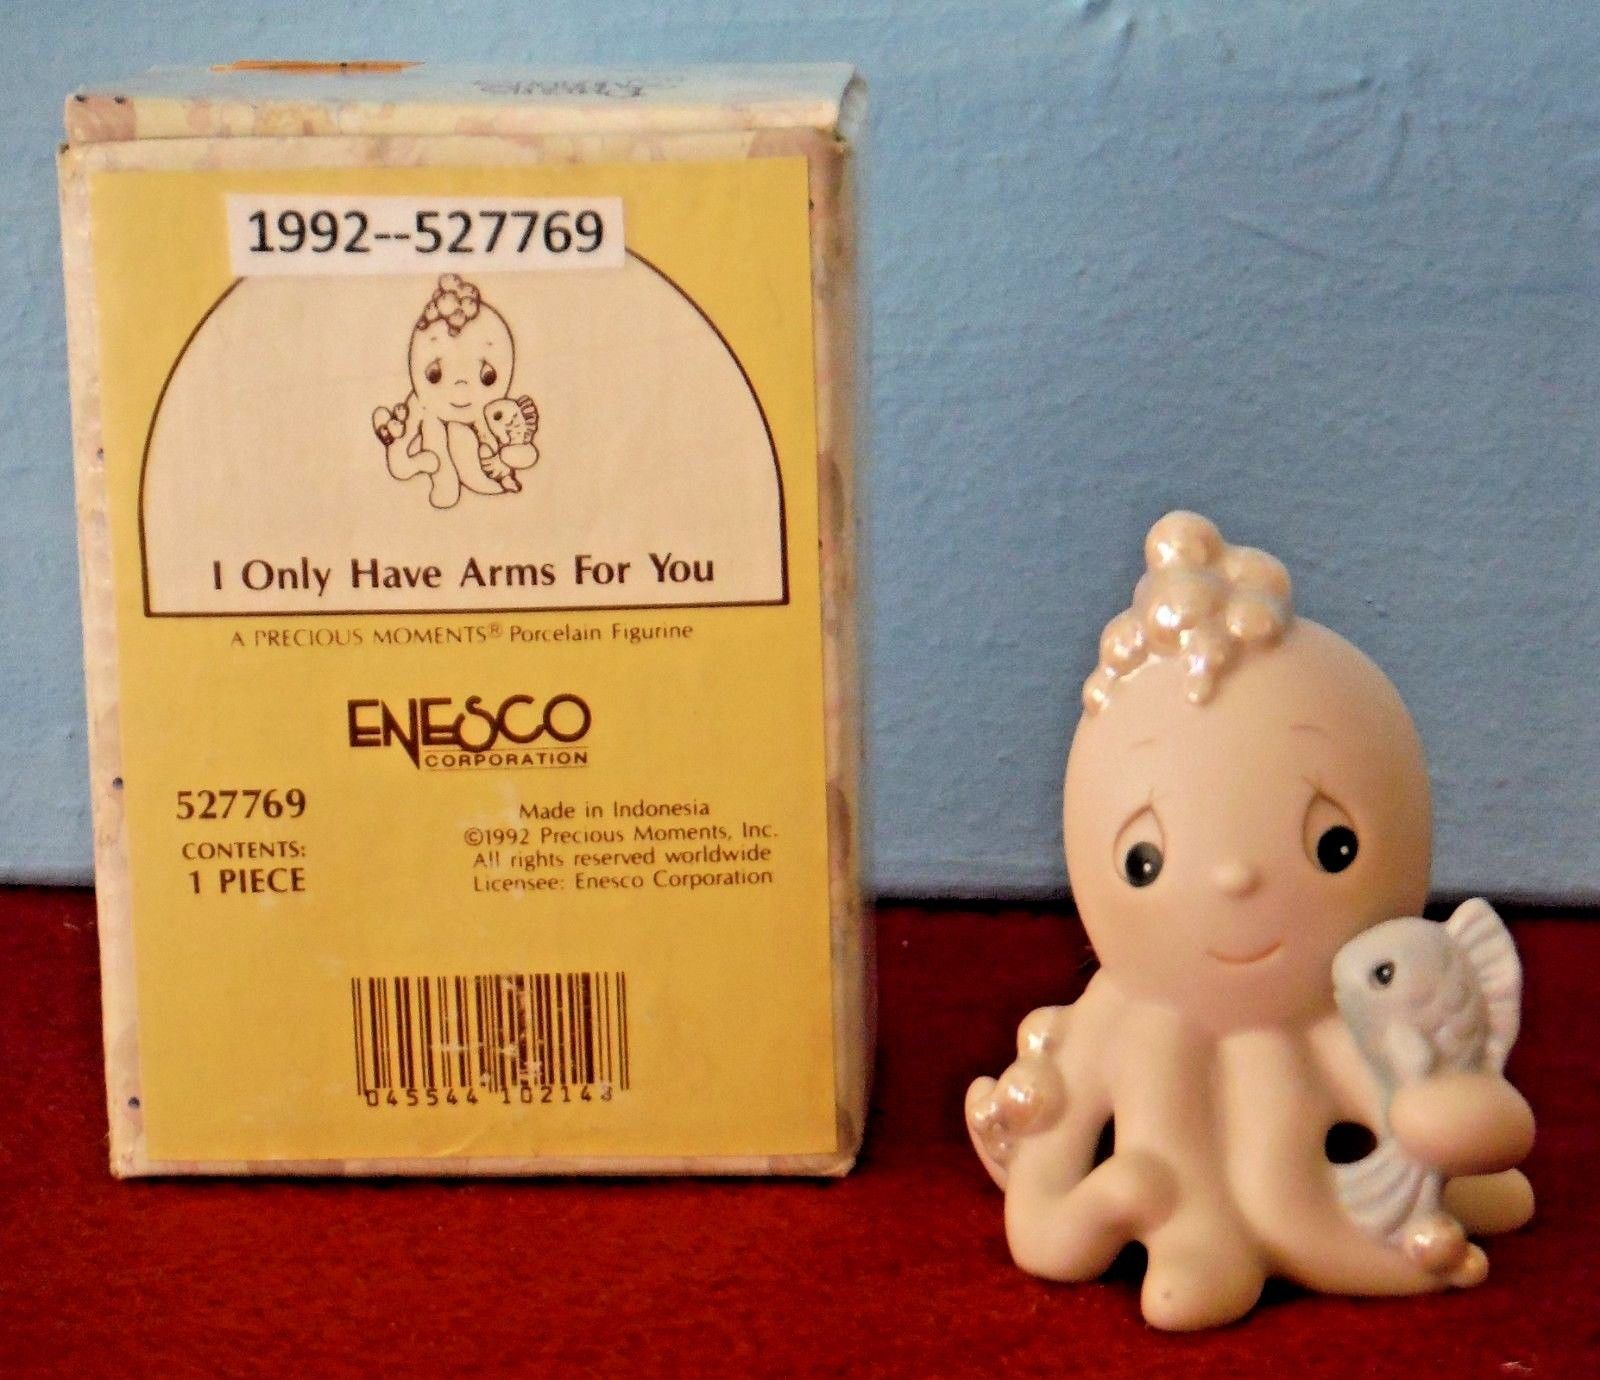 1992--527769
I Only Have Arms For You
A PRECIOUS MOMENTS® Porcelain Figurine
ENESCO
CORPORATION
527769
CONTENTS:
1 PIECE
Made in Indonesia
©1992 Precious Moments, Inc.
All rights reserved worldwide
Licensee: Enesco Corporation
045544 102143